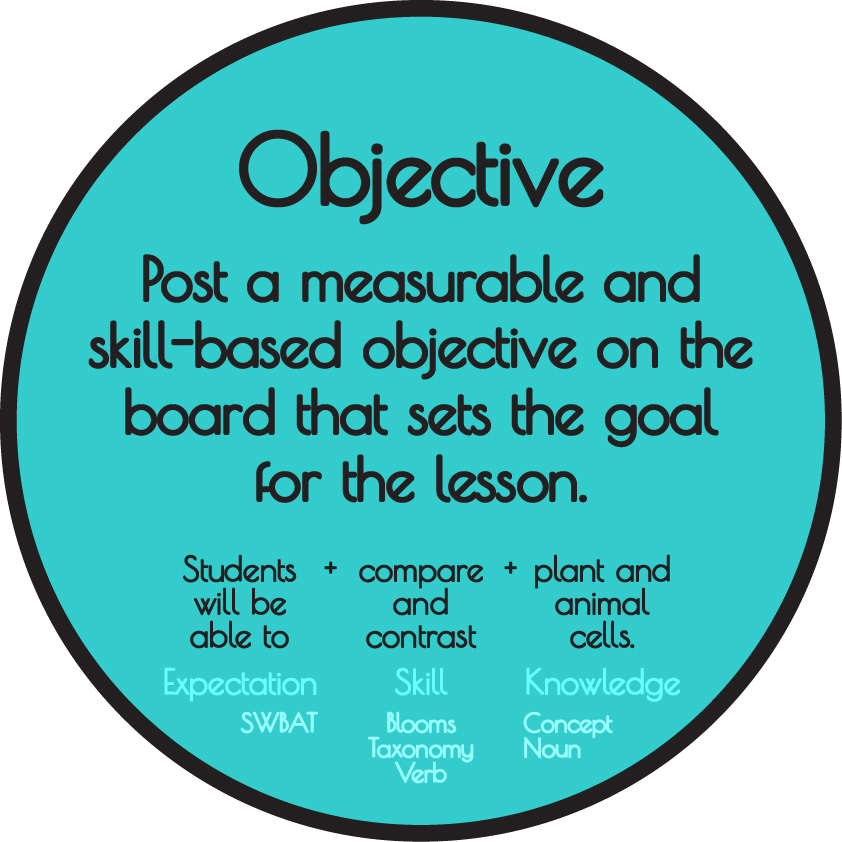 Objective
Post a measurable and
skill-based objective on the
board that sets the goal
for the lesson.
Students + compare + plant and
will be and animal
able to contrast cells.
Expectation Skill Knowledge
SWBAT Blooms Concept
Taxonomy Noun
Verb